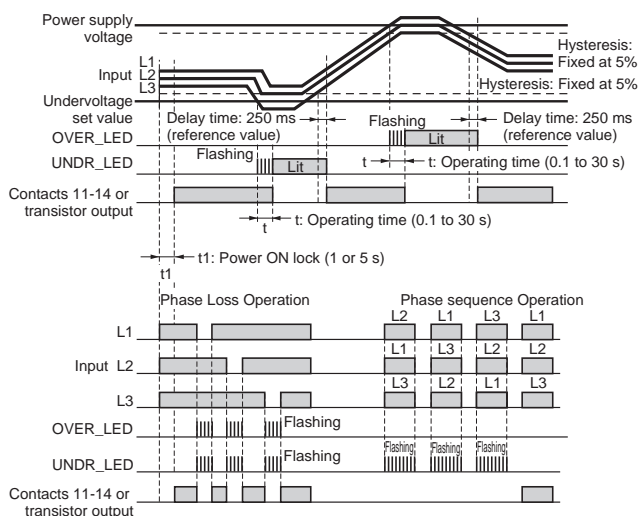 Power supply
voltage
L1
Input L2
L3
Undervoltage
set value
Hysteresis:
Fixed at 5%
Hysteresis: Fixed at 5%
Delay time: 250 ms
(reference value)
Flashing
Delay time: 250 ms
(reference value)
OVER_LED
Lit
Flashing
t
t: Operating time (0.1 to 30 s)
UNDR_LED
Lit
Contacts 11-14 or
transistor output
t
t: Operating time (0.1 to 30 s)
t1: Power ON lock (1 or 5 s)
t1
Phase Loss Operation
Phase sequence Operation
L1
L2 L1 L3 L1
Input L2
L1 L3 L2 L2
L3
L3 L2 L1 L3
OVER_LED
Flashing
UNDR_LED
Flashing
Flashing Flashing Flashing
Contacts 11-14 or
transistor output